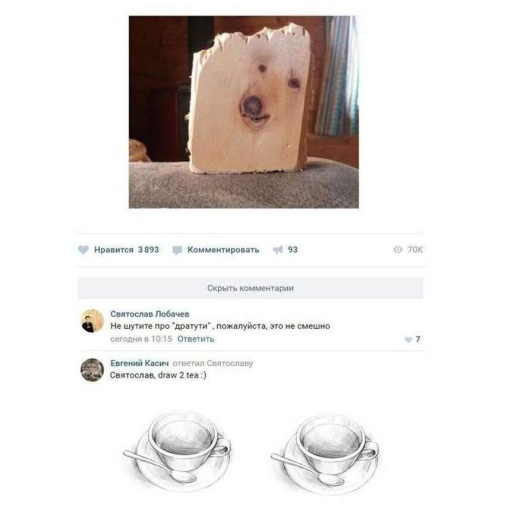 Нравится 3 893 Комментировать 93 70K
Скрыть комментарии
Святослав Лобачев
Не шутите про "дратути" , пожалуйста, это не смешно
сегодня в 10:15 Ответить 7
Евгений Касич ответил Святославу
Святослав, draw 2 tea :)